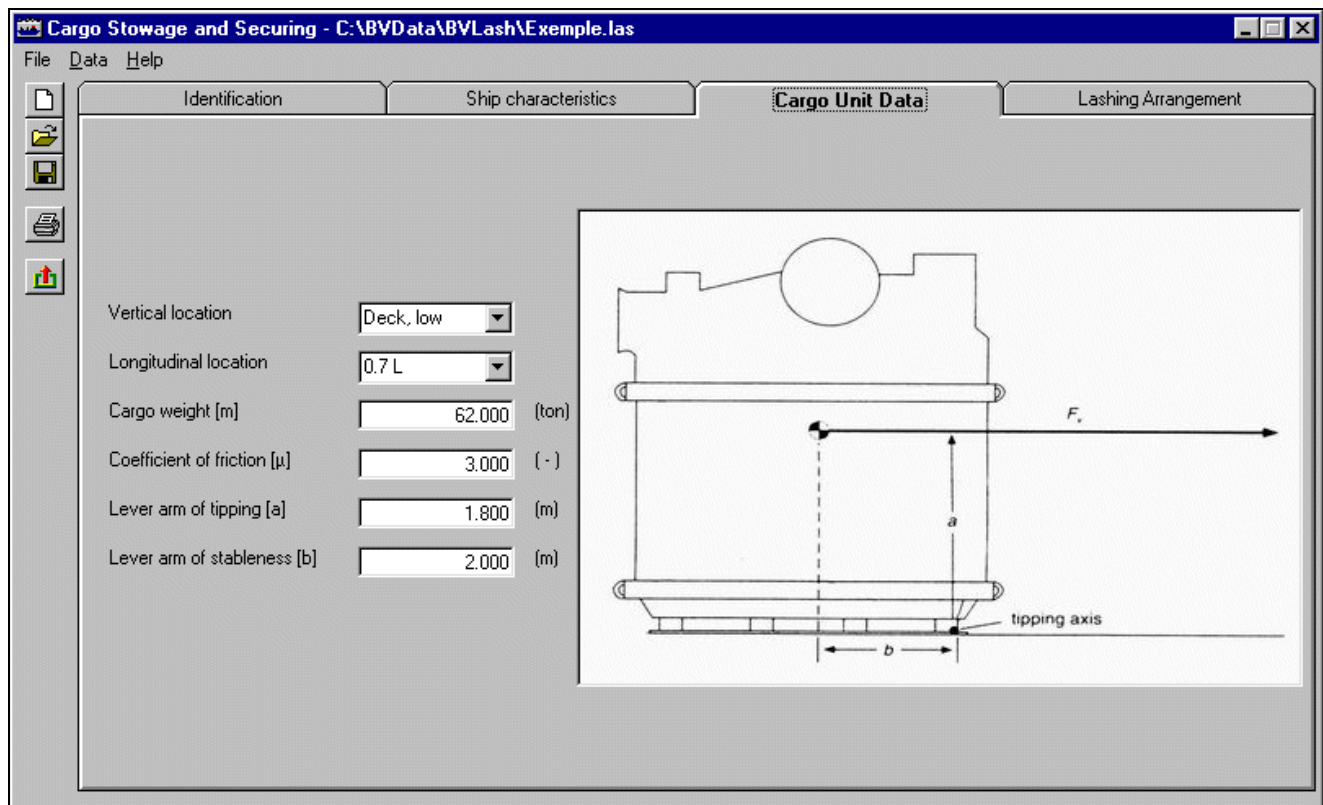 Cargo Stowage and Securing - C:\BVData\BVLash\Exemple.las
File Data Help
Identification Ship characteristics Cargo Unit Data Lashing Arrangement
Vertical location Deck, low
Longitudinal location 0.7 L
Cargo weight [m] 62.000 (ton)
Coefficient of friction [µ] 3.000 ( - )
Lever arm of tipping [a] 1.800 (m)
Lever arm of stableness [b] 2.000 (m)
a
tipping axis
b